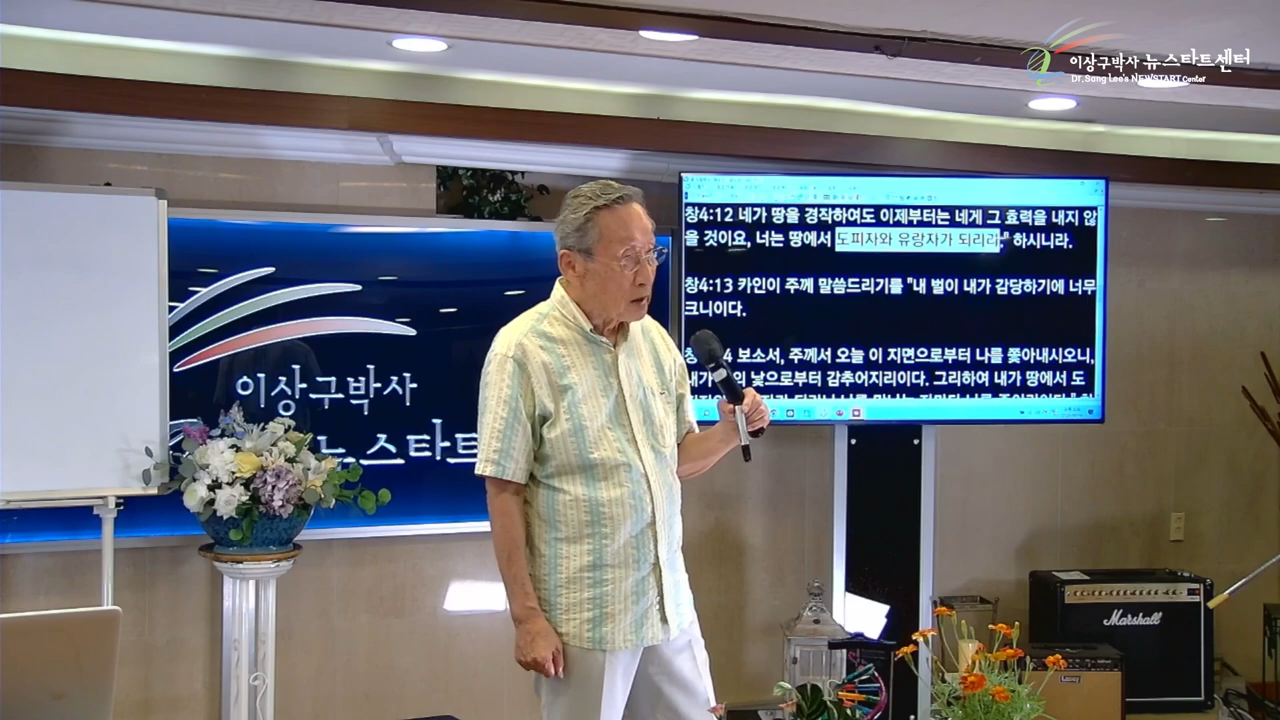 이상구박사 뉴스타트센터
Dr. Sang Lee's NEWSTART Center
창4:12 네가 땅을 경작하여도 이제부터는 네게 그 효력을 내지 않
을 것이요, 너는 땅에서 도피자와 유랑자가 되리라." 하시니라.
창4:13 카인이 주께 말씀드리기를 "내 벌이 내가 감당하기에 너무
크니이다.
4 보소서, 주께서 오늘 이 지면으로부터 나를 쫓아내시오니,
내가 낯으로부터 감추어지리이다. 그리하여 내가 땅에서 도
이상구박사
뉴스타트
Marshall
Laney